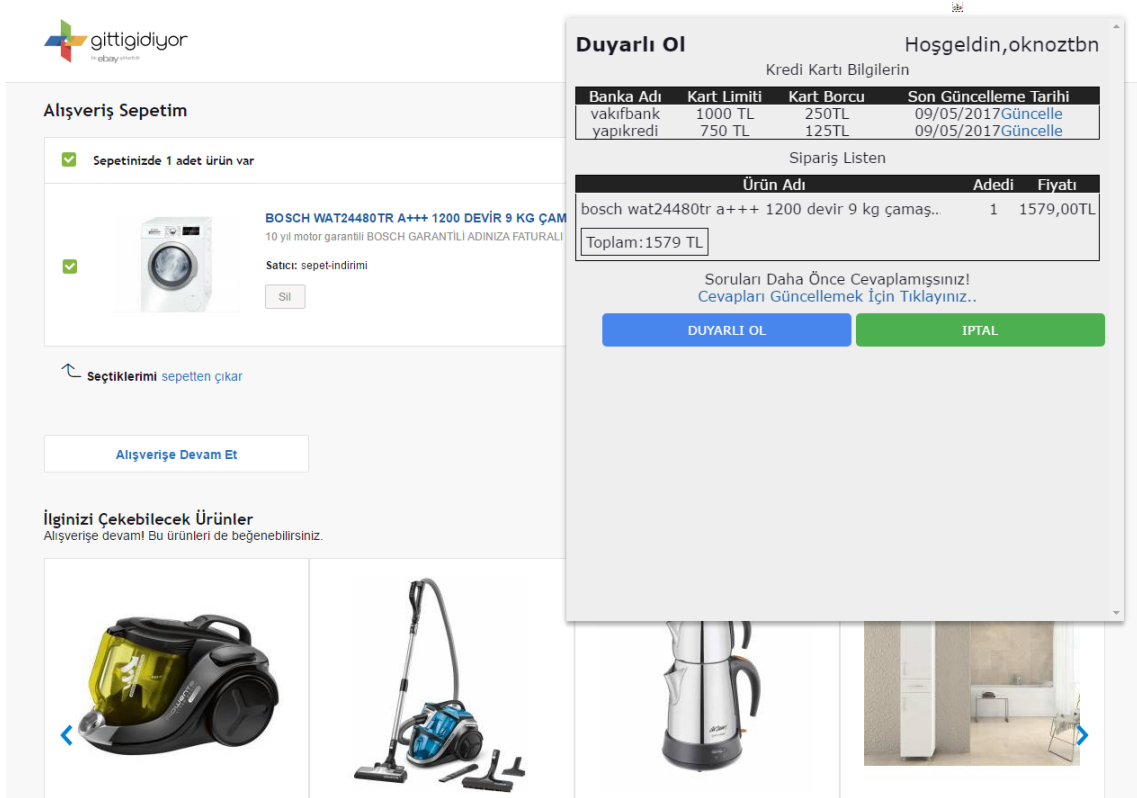 gittigidiyor
bir ebay iştirakidir
Alışveriş Sepetim
Sepetinizde 1 adet ürün var
BOSCH WAT24480TR A+++ 1200 DEVİR 9 KG ÇAM
10 yıl motor garantili BOSCH GARANTİLİ ADINIZA FATURALI
Satıcı: sepet-indirimi
Sil
Seçtiklerimi sepetten çıkar
Alışverişe Devam Et
İlginizi Çekebilecek Ürünler
Alışverişe devam! Bu ürünleri de beğenebilirsiniz.
Duyarlı Ol
Hoşgeldin,oknoztbn
Kredi Kartı Bilgilerin
Banka Adı Kart Limiti Kart Borcu Son Güncelleme Tarihi
vakıfbank 1000 TL 250TL 09/05/2017Güncelle
yapıkredi 750 TL 125TL 09/05/2017Güncelle
Sipariş Listen
Ürün Adı Adedi Fiyatı
bosch wat24480tr a+++ 1200 devir 9 kg çamaş.. 1 1579,00TL
Toplam:1579 TL
Soruları Daha Önce Cevaplamışsınız!
Cevapları Güncellemek İçin Tıklayınız..
DUYARLI OL
IPTAL